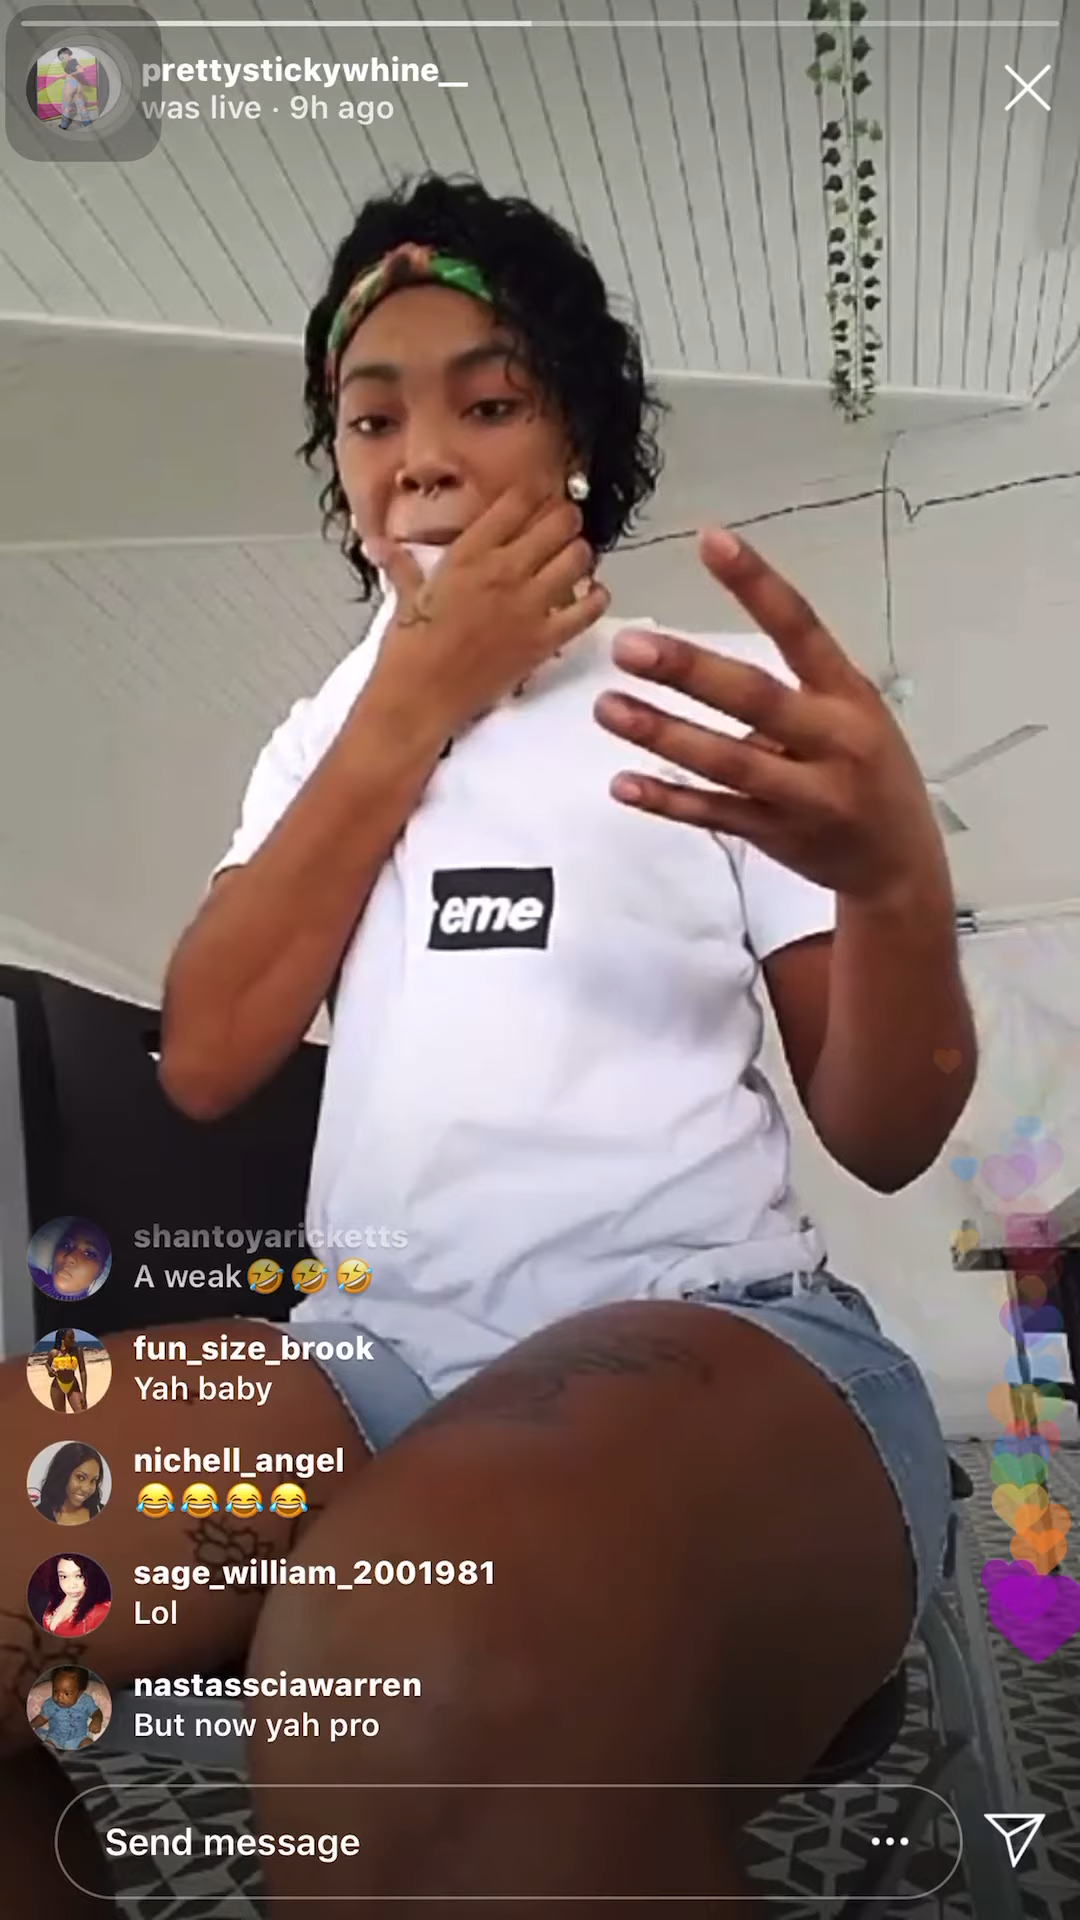 prettystickywhine__
was live · 9h ago
eme
shantoyaricketts
A weak🤣🤣🤣
fun_size_brook
Yah baby
nichell_angel
😂😂😂😂
sage_william_2001981
Lol
nastassciawarren
But now yah pro
Send message